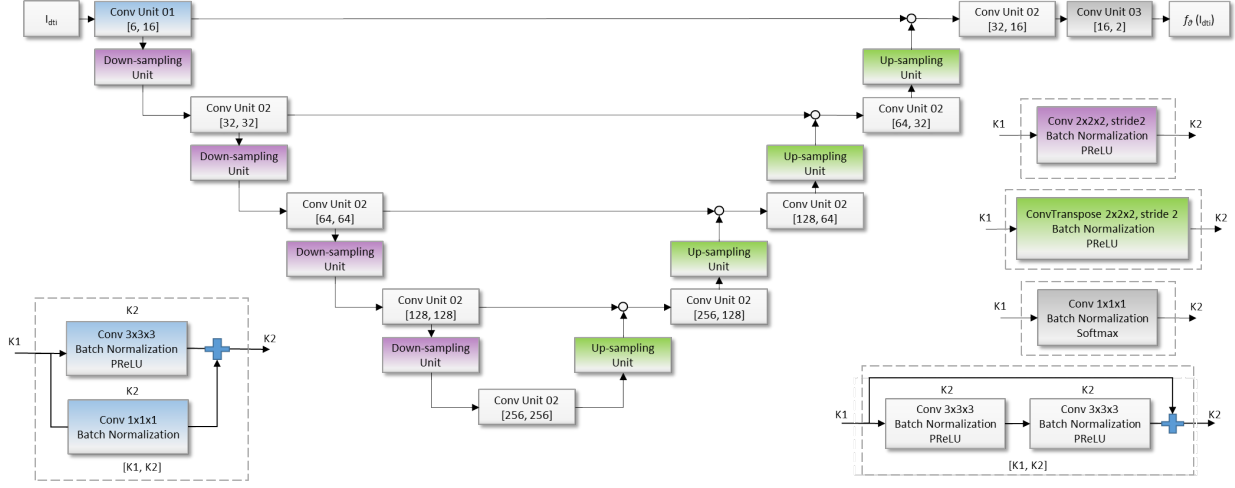 I_dti
Conv Unit 01
[6, 16]
Conv Unit 02
[32, 16]
Conv Unit 03
[16, 2]
f_ϑ (I_dti)
Down-sampling
Unit
Up-sampling
Unit
Conv Unit 02
[32, 32]
Conv Unit 02
[64, 32]
Down-sampling
Unit
Up-sampling
Unit
Conv Unit 02
[64, 64]
Conv Unit 02
[128, 64]
Down-sampling
Unit
Up-sampling
Unit
Conv Unit 02
[128, 128]
Conv Unit 02
[256, 128]
Down-sampling
Unit
Up-sampling
Unit
Conv Unit 02
[256, 256]
K1
Conv 2x2x2, stride2
Batch Normalization
PReLU
K2
K1
ConvTranspose 2x2x2, stride 2
Batch Normalization
PReLU
K2
K1
Conv 1x1x1
Batch Normalization
Softmax
K2
K1
K2
Conv 3x3x3
Batch Normalization
PReLU
K2
K2
Conv 1x1x1
Batch Normalization
[K1, K2]
K1
K2
Conv 3x3x3
Batch Normalization
PReLU
K2
Conv 3x3x3
Batch Normalization
PReLU
K2
[K1, K2]